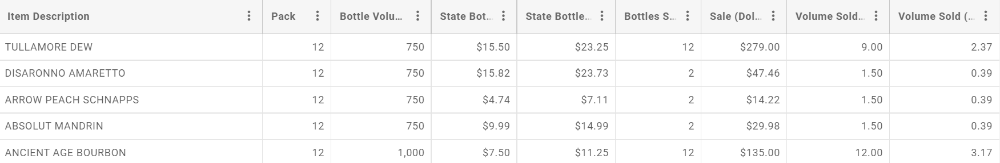 Item Description Pack Bottle Volu... State Bot... State Bottle... Bottles S... Sale (Dol... Volume Sold... Volume Sold (...
TULLAMORE DEW 12 750 $15.50 $23.25 12 $279.00 9.00 2.37
DISARONNO AMARETTO 12 750 $15.82 $23.73 2 $47.46 1.50 0.39
ARROW PEACH SCHNAPPS 12 750 $4.74 $7.11 2 $14.22 1.50 0.39
ABSOLUT MANDRIN 12 750 $9.99 $14.99 2 $29.98 1.50 0.39
ANCIENT AGE BOURBON 12 1,000 $7.50 $11.25 12 $135.00 12.00 3.17